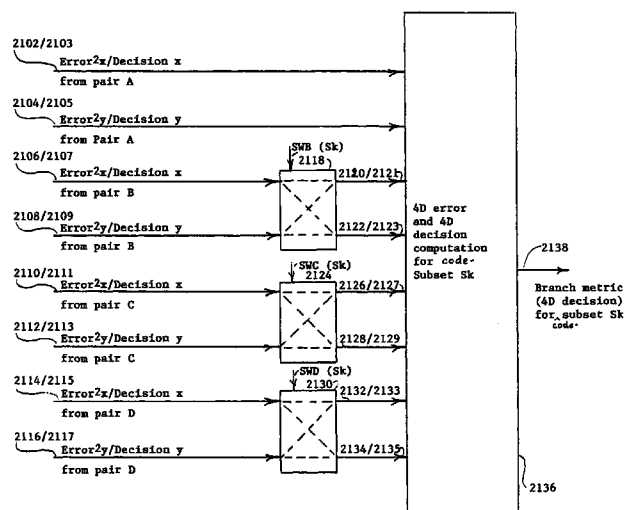 2102/2103
Error2x/Decision x
from pair A
2104/2105
Error2y/Decision y
from Pair A
2106/2107
Error2x/Decision x
from pair B
SWB (Sk)
2118
2120/2121
2108/2109
Error2y/Decision y
from pair B
2122/2123
4D error
and 4D
decision
computation
for code-
Subset Sk
2138
Branch metric
(4D decision)
for subset Sk
code-
2110/2111
Error2x/Decision x
from pair C
SWC (Sk)
2124
2126/2127
2112/2113
Error2y/Decision y
from pair C
2128/2129
2114/2115
Error2x/Decision x
from pair D
SWD (Sk)
2130
2132/2133
2116/2117
Error2y/Decision y
from pair D
2134/2135
2136